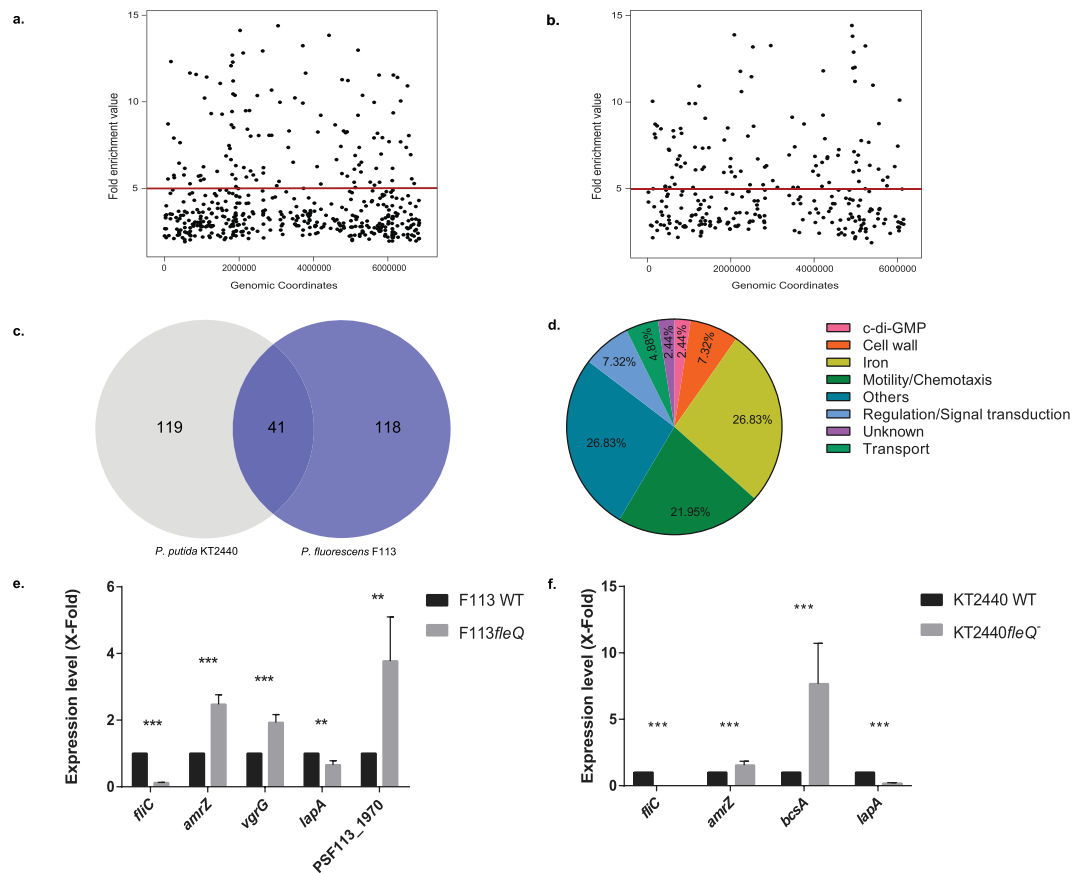 a.
15
10
5
Fold enrichment value
0 2000000 4000000 6000000
Genomic Coordinates
b.
15
10
5
Fold enrichment value
0 2000000 4000000 6000000
Genomic Coordinates
c.
119 41 118
P. putida KT2440 P. fluorescens F113
d.
2.44%
2.44%
7.32%
4.88%
7.32%
26.83%
26.83%
21.95%
c-di-GMP
Cell wall
Iron
Motility/Chemotaxis
Others
Regulation/Signal transduction
Unknown
Transport
e.
Expression level (X-Fold)
6
4
2
0
***
***
***
**
**
fliC
amrZ
vgrG
lapA
PSF113_1970
F113 WT
F113fleQ
f.
Expression level (X-Fold)
15
10
5
0
***
***
***
***
fliC
amrZ
bcsA
lapA
KT2440 WT
KT2440fleQ-